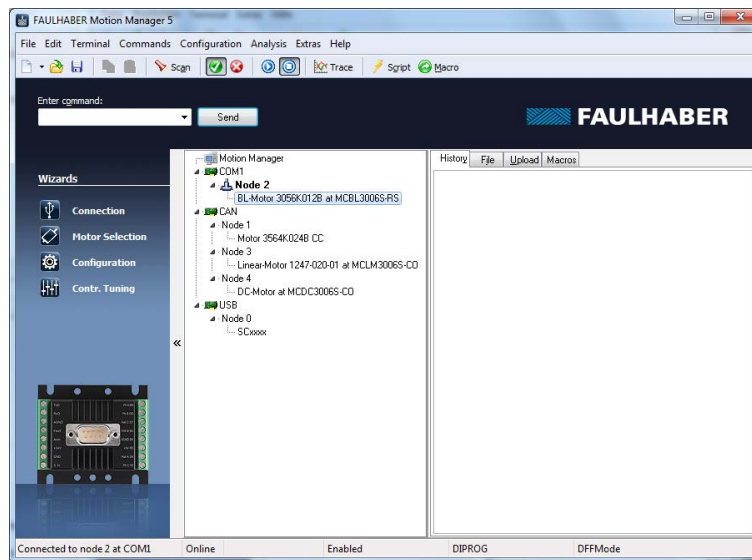 FAULHABER Motion Manager 5
File Edit Terminal Commands Configuration Analysis Extras Help
Scan Trace Script Macro
Enter command:
Send
FAULHABER
Wizards
Connection
Motor Selection
Configuration
Contr. Tuning
Motion Manager
COM1
Node 2
BL-Motor 3056K012B at MCBL3006S-RS
CAN
Node 1
Motor 3564K024B CC
Node 3
Linear-Motor 1247-020-01 at MCLM3006S-CO
Node 4
DC-Motor at MCDC3006S-CO
USB
Node 0
SCxxxx
«
History File Upload Macros
Connected to node 2 at COM1 Online Enabled DIPROG DFFMode